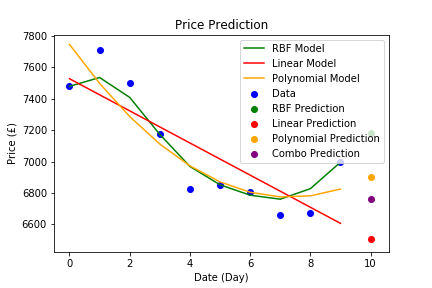 Price Prediction
7800
7600
7400
7200
7000
6800
6600
Price (£)
RBF Model
Linear Model
Polynomial Model
Data
RBF Prediction
Linear Prediction
Polynomial Prediction
Combo Prediction
0
2
4
6
8
10
Date (Day)